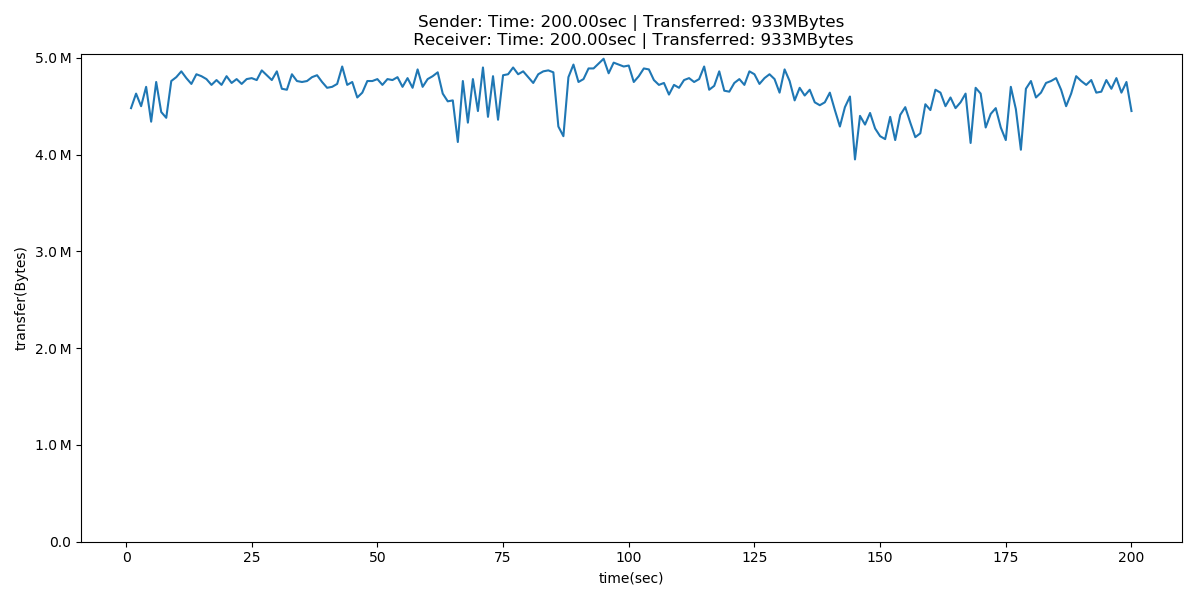 Sender: Time: 200.00sec | Transferred: 933MBytes
Receiver: Time: 200.00sec | Transferred: 933MBytes
5.0 M
4.0 M
3.0 M
2.0 M
1.0 M
0.0
transfer(Bytes)
0 25 50 75 100 125 150 175 200
time(sec)